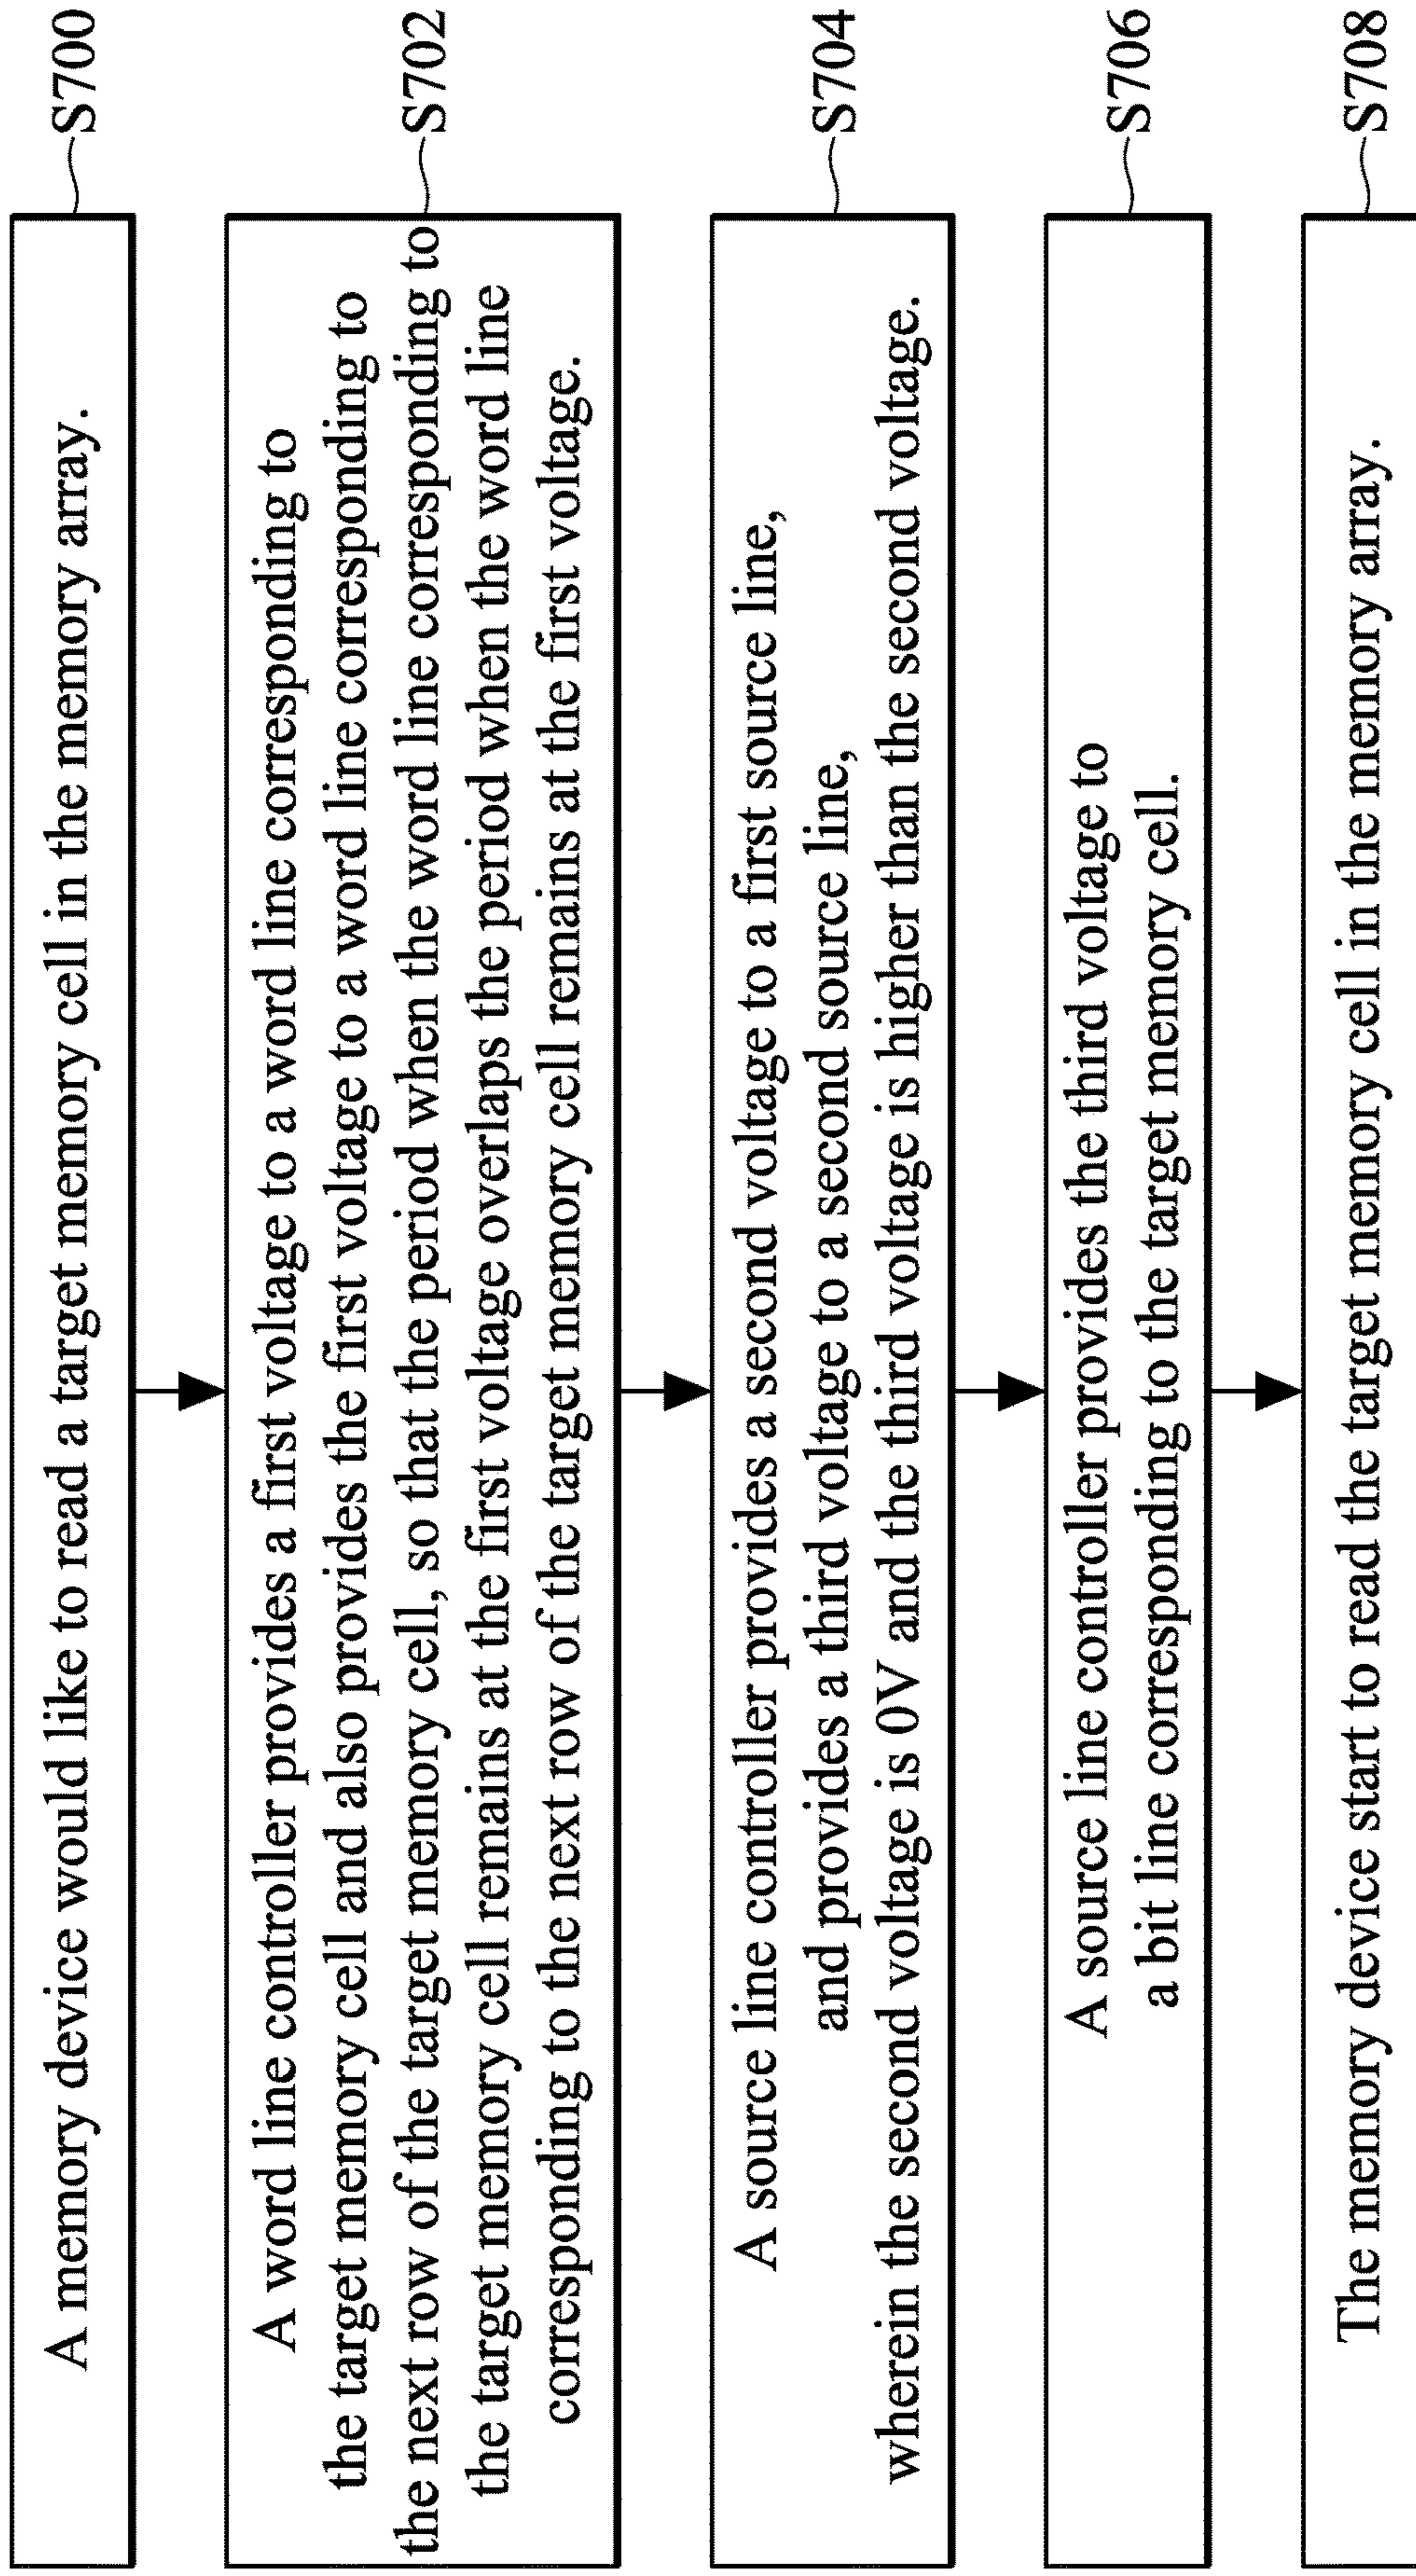 A memory device would like to read a target memory cell in the memory array.
S700
A word line controller provides a first voltage to a word line corresponding to
the target memory cell and also provides the first voltage to a word line corresponding to
the next row of the target memory cell, so that the period when the word line corresponding to
the target memory cell remains at the first voltage overlaps the period when the word line
corresponding to the next row of the target memory cell remains at the first voltage.
S702
A source line controller provides a second voltage to a first source line,
and provides a third voltage to a second source line,
wherein the second voltage is 0V and the third voltage is higher than the second voltage.
S704
A source line controller provides the third voltage to
a bit line corresponding to the target memory cell.
S706
The memory device start to read the target memory cell in the memory array.
S708